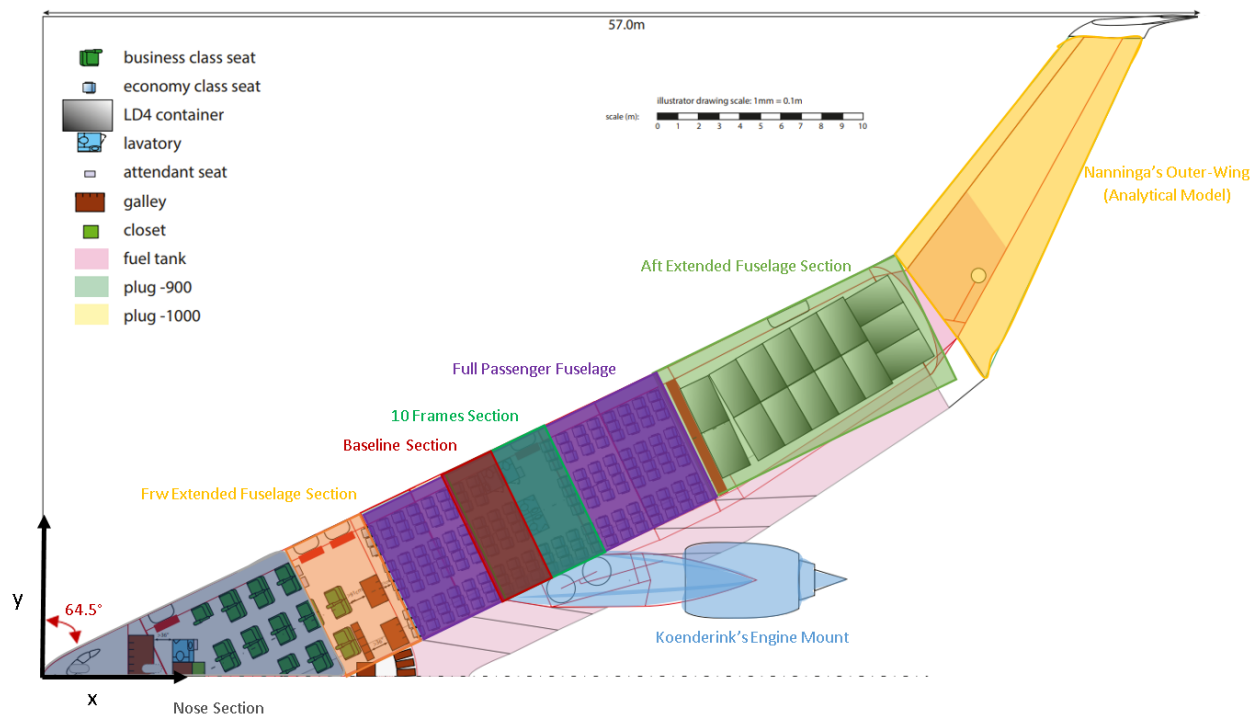 57.0m
business class seat
economy class seat
LD4 container
lavatory
attendant seat
galley
closet
fuel tank
plug -900
plug -1000
illustrator drawing scale: 1mm = 0.1m
scale (m):
0 1 2 3 4 5 6 7 8 9 10
Nanninga's Outer-Wing
(Analytical Model)
Aft Extended Fuselage Section
Full Passenger Fuselage
10 Frames Section
Baseline Section
Frw Extended Fuselage Section
y
64.5°
Koenderink's Engine Mount
x
Nose Section